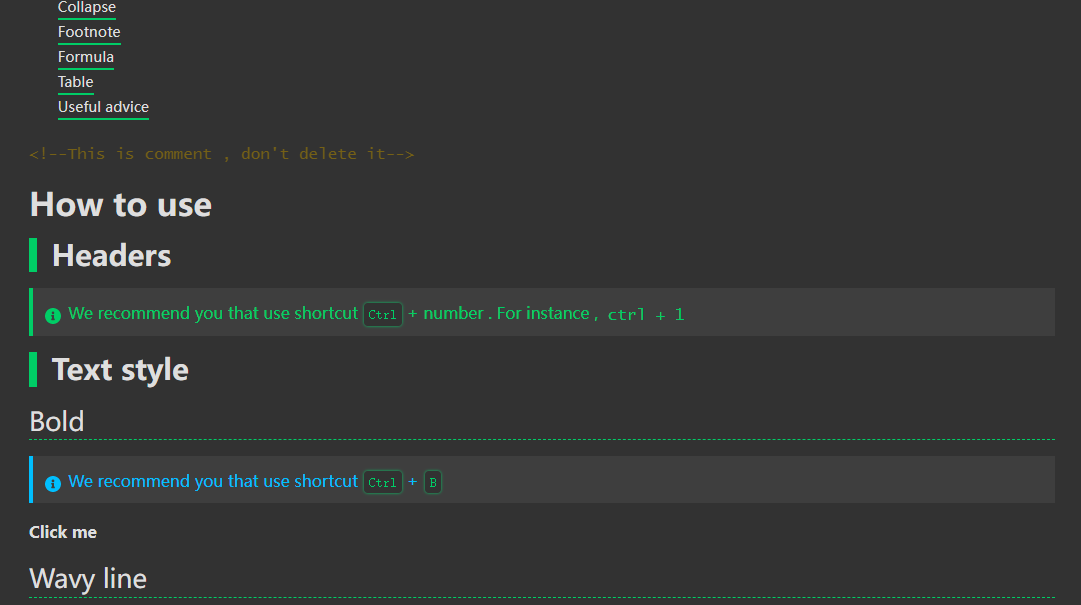 Collapse
Footnote
Formula
Table
Useful advice
<!--This is comment , don't delete it-->
How to use
Headers
We recommend you that use shortcut Ctrl + number . For instance , ctrl + 1
Text style
Bold
We recommend you that use shortcut Ctrl + B
Click me
Wavy line